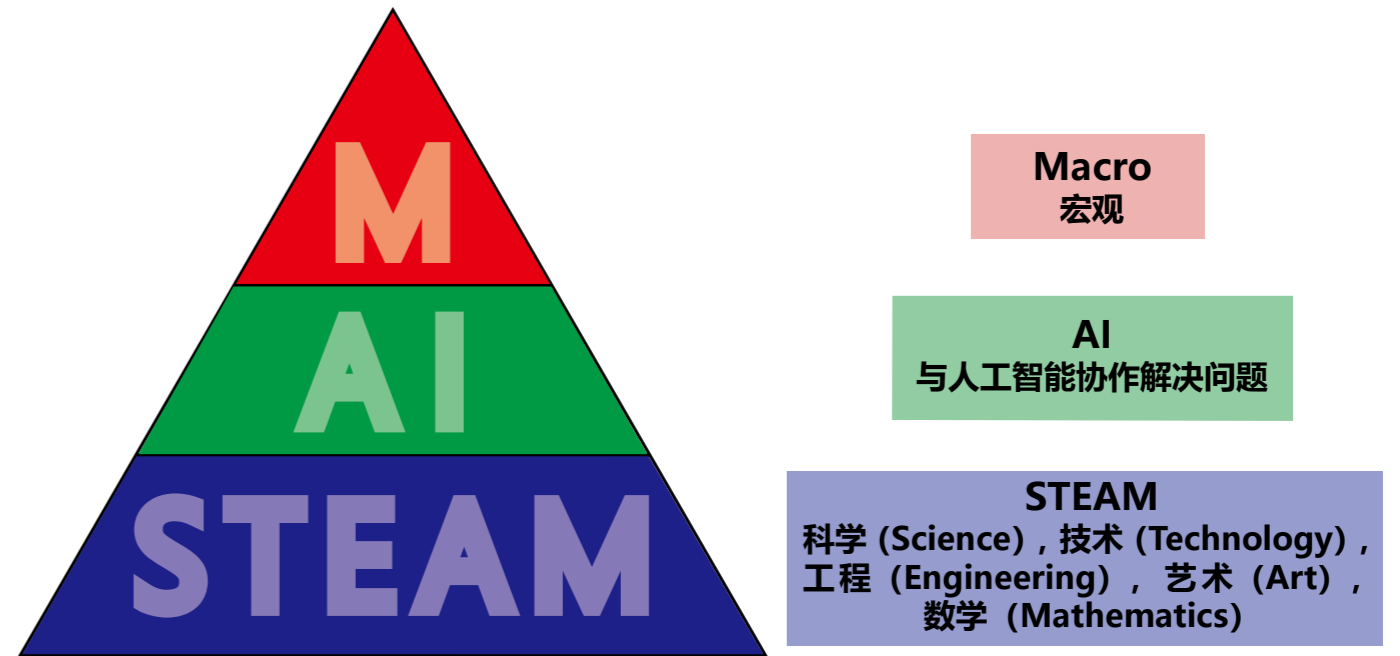 M
AI
STEAM
Macro
宏观
AI
与人工智能协作解决问题
STEAM
科学 (Science) , 技术 (Technology) ,
工程 (Engineering) , 艺术 (Art) ,
数学 (Mathematics)